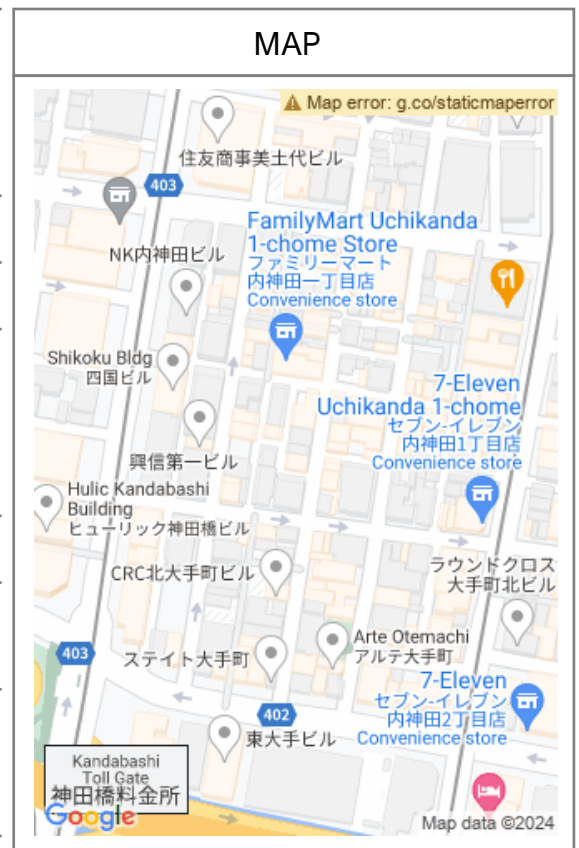 MAP
Map error: g.co/staticmaperror
住友商事美土代ビル
403
FamilyMart Uchikanda
1-chome Store
ファミリーマート
内神田一丁目店
Convenience store
NK内神田ビル
Shikoku Bldg
四国ビル
7-Eleven
Uchikanda 1-chome
セブン-イレブン
内神田1丁目店
Convenience store
興信第一ビル
Hulic Kandabashi
Building
ヒューリック神田橋ビル
CRC北大手町ビル
ラウンドクロス
大手町北ビル
403
ステイト大手町
Arte Otemachi
アルテ大手町
7-Eleven
セブン-イレブン
内神田2丁目店
Convenience store
402
東大手ビル
Kandabashi
Toll Gate
神田橋料金所
Google
Map data ©2024